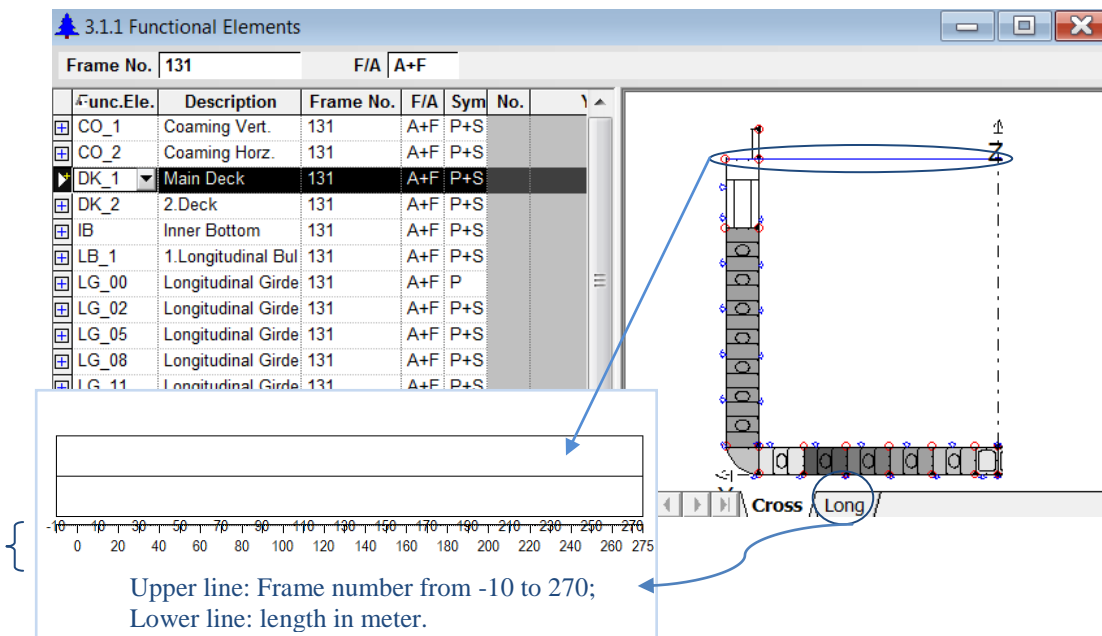 3.1.1 Functional Elements
Frame No. 131 F/A A+F
Func.Ele. Description Frame No. F/A Sym No. Y
CO_1 Coaming Vert. 131 A+F P+S
CO_2 Coaming Horz. 131 A+F P+S
DK_1 Main Deck 131 A+F P+S
DK_2 2.Deck 131 A+F P+S
IB Inner Bottom 131 A+F P+S
LB_1 1.Longitudinal Bul 131 A+F P+S
LG_00 Longitudinal Girde 131 A+F P
LG_02 Longitudinal Girde 131 A+F P+S
LG_05 Longitudinal Girde 131 A+F P+S
LG_08 Longitudinal Girde 131 A+F P+S
LG_11 Longitudinal Girde 131 A+F P+S
Z
Y
Cross Long
-10 10 30 50 70 90 110 130 150 170 190 210 230 250 270
0 20 40 60 80 100 120 140 160 180 200 220 240 260 275
Upper line: Frame number from -10 to 270;
Lower line: length in meter.